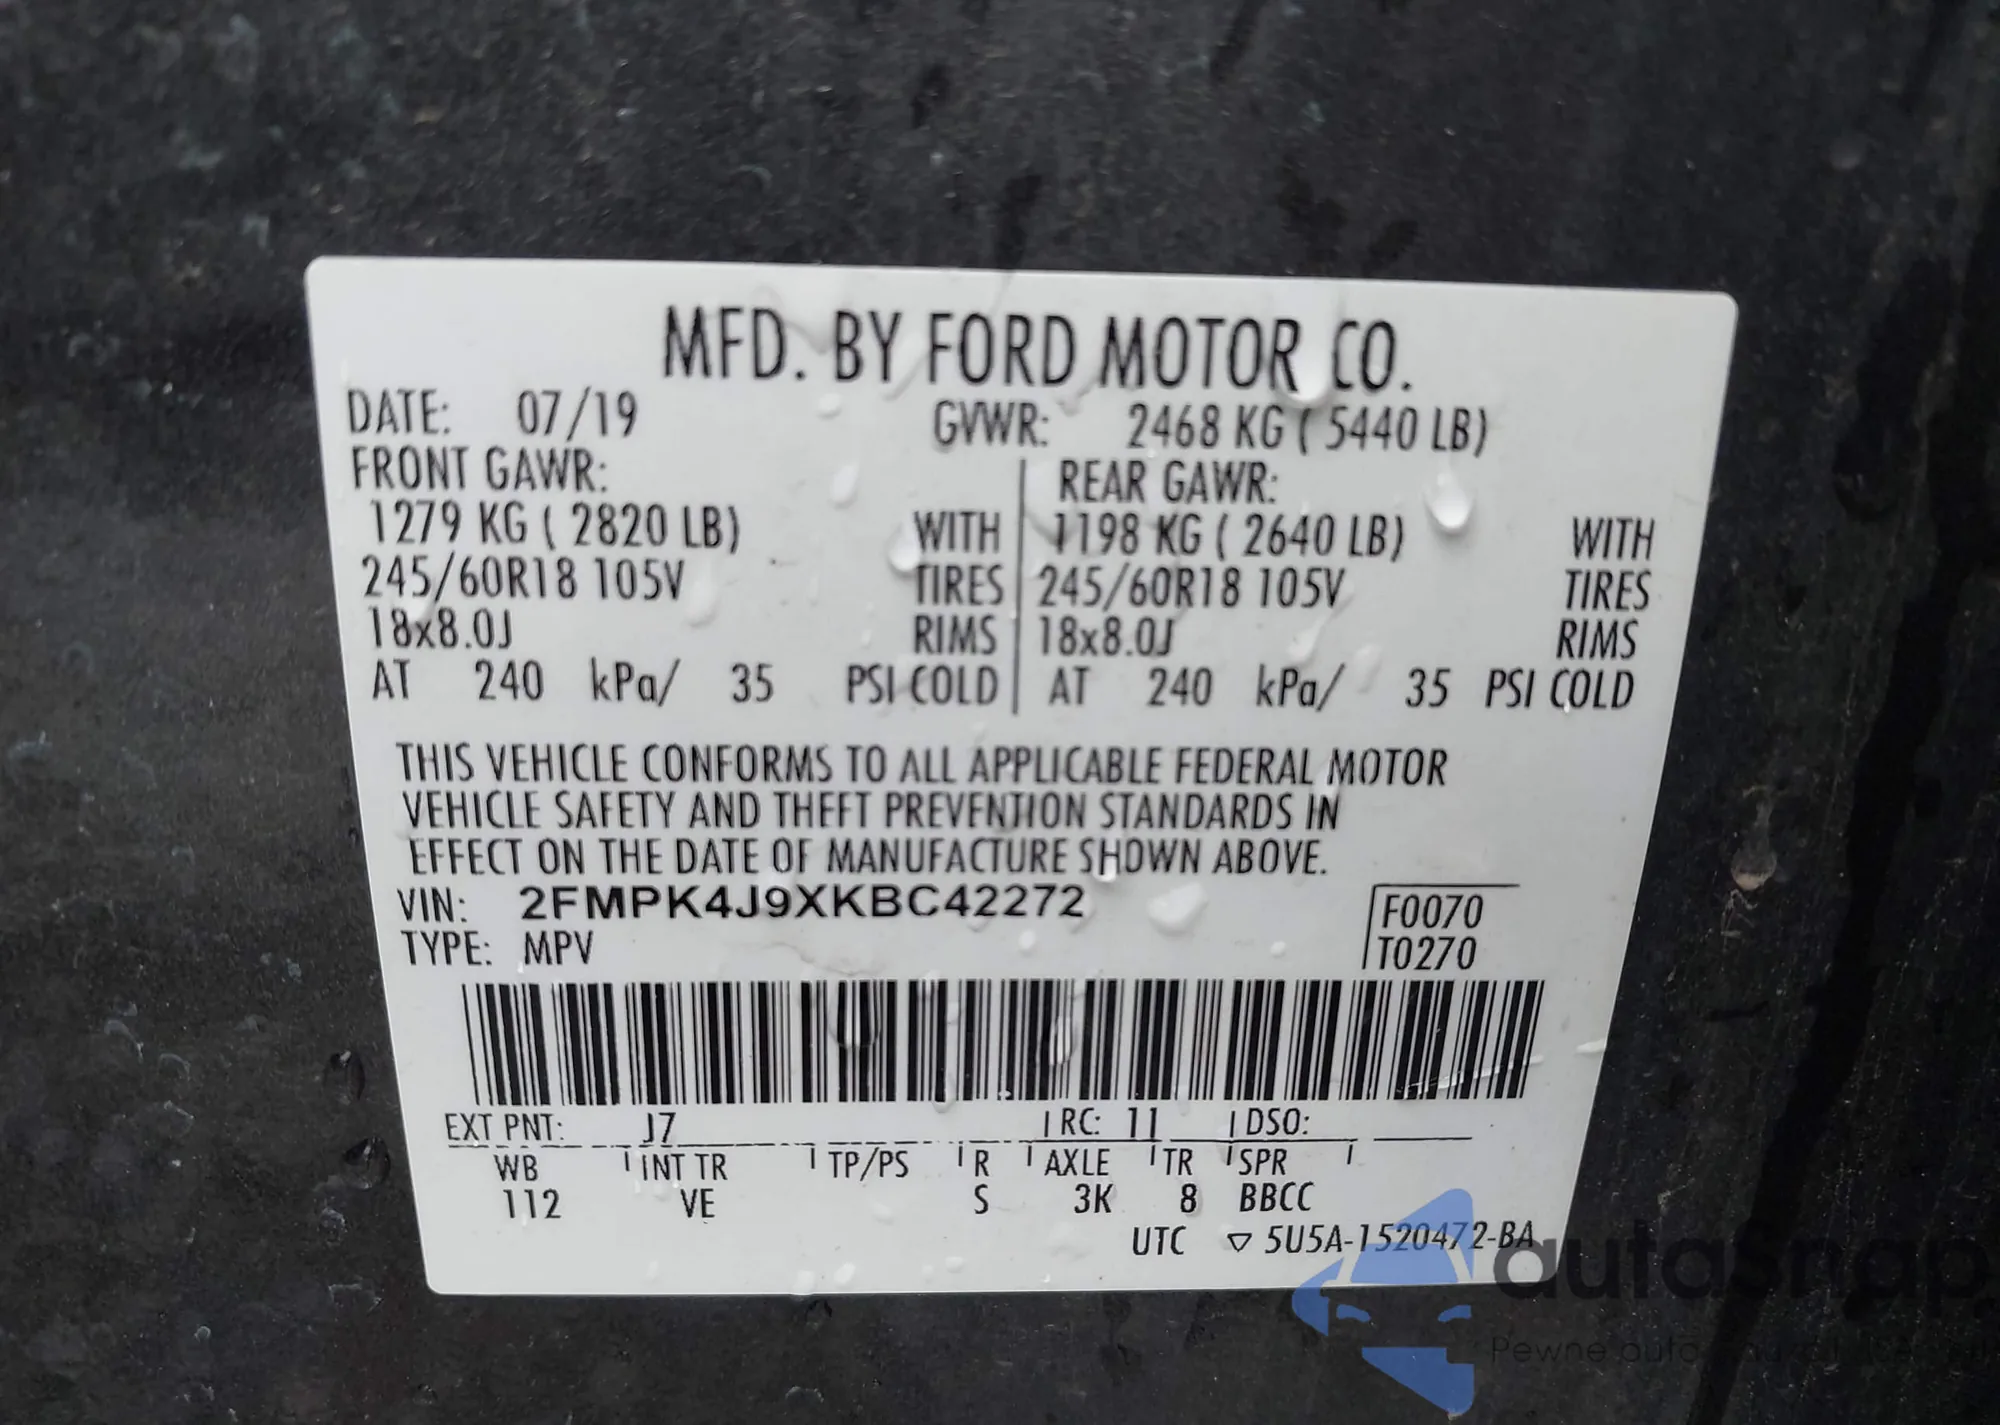 MFD. BY FORD MOTOR CO.
DATE: 07/19 GVWR: 2468 KG ( 5440 LB)
FRONT GAWR: REAR GAWR:
1279 KG ( 2820 LB) WITH 1198 KG ( 2640 LB) WITH
245/60R18 105V TIRES 245/60R18 105V TIRES
18x8.0J RIMS 18x8.0J RIMS
AT 240 kPa/ 35 PSI COLD AT 240 kPa/ 35 PSI COLD
THIS VEHICLE CONFORMS TO ALL APPLICABLE FEDERAL MOTOR
VEHICLE SAFETY AND THEFT PREVENTION STANDARDS IN
EFFECT ON THE DATE OF MANUFACTURE SHOWN ABOVE.
VIN: 2FMPK4J9XKBC42272 F0070
TYPE: MPV T0270
EXT PNT: J7 RC: 11 DSO:
WB INT TR TP/PS R AXLE TR SPR
112 VE S 3K 8 BBCC
UTC ▽ 5U5A-1520472-BA
autasnap
Pewne auto